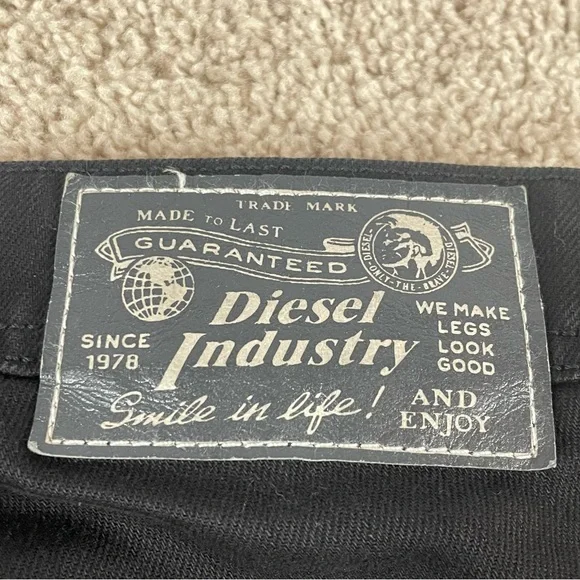 TRADE MARK
MADE TO LAST
GUARANTEED
DIESEL
ONLY-THE-BRAVE
DIESEL
Diesel
Industry
SINCE
1978
WE MAKE
LEGS
LOOK
GOOD
Smile in life!
AND
ENJOY